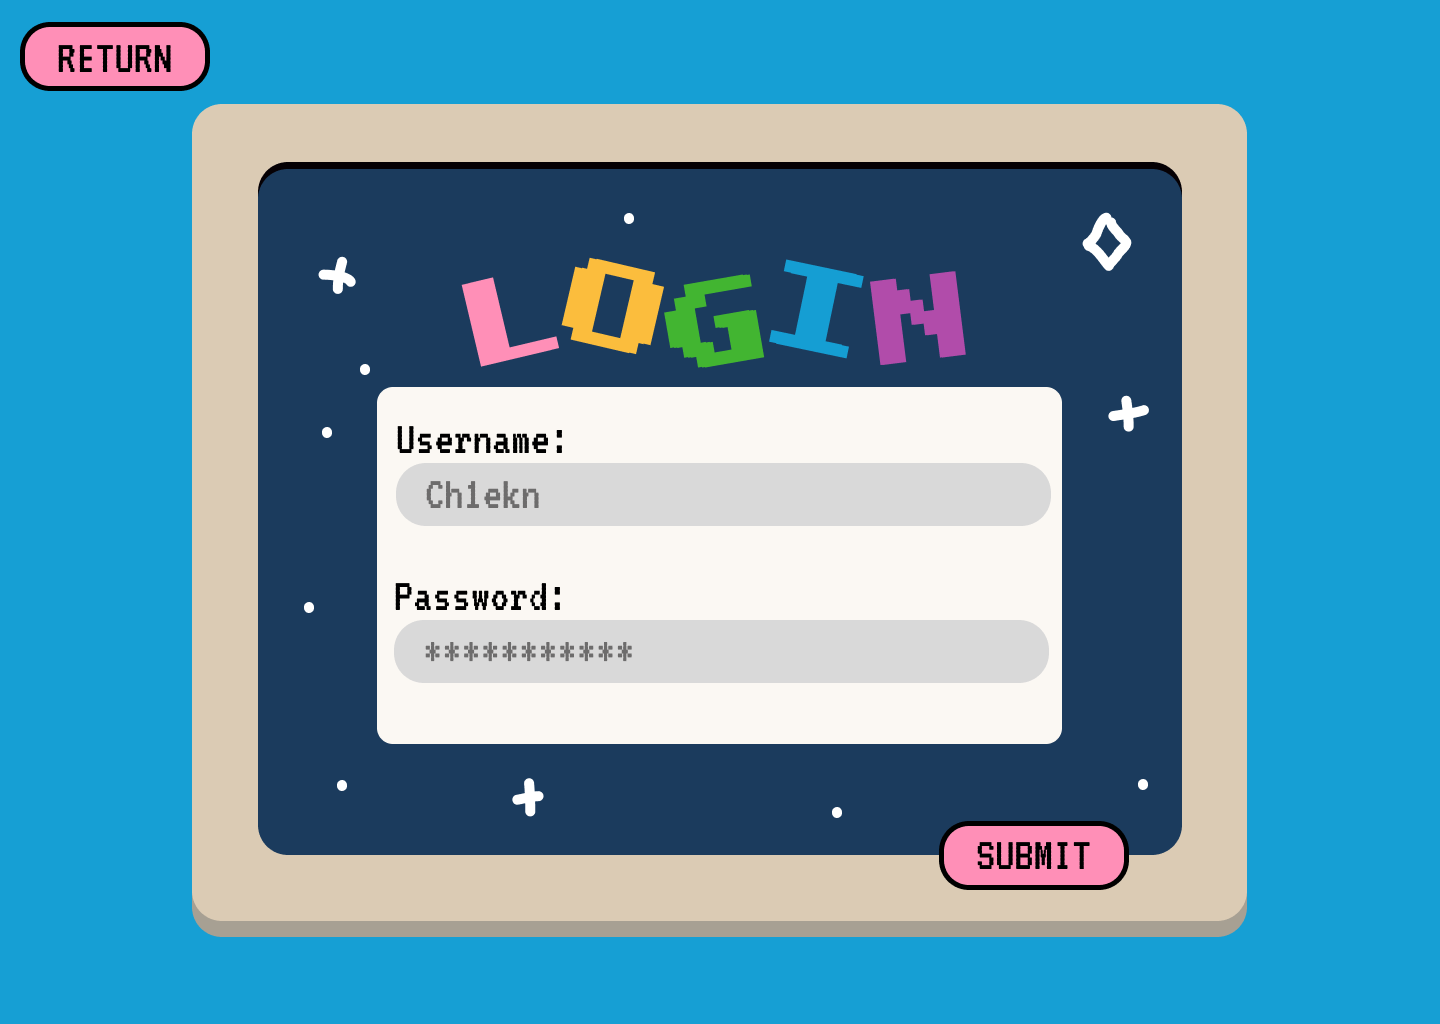 RETURN
LOGIN
Username:
Ch1ekn
Password:
***********
SUBMIT